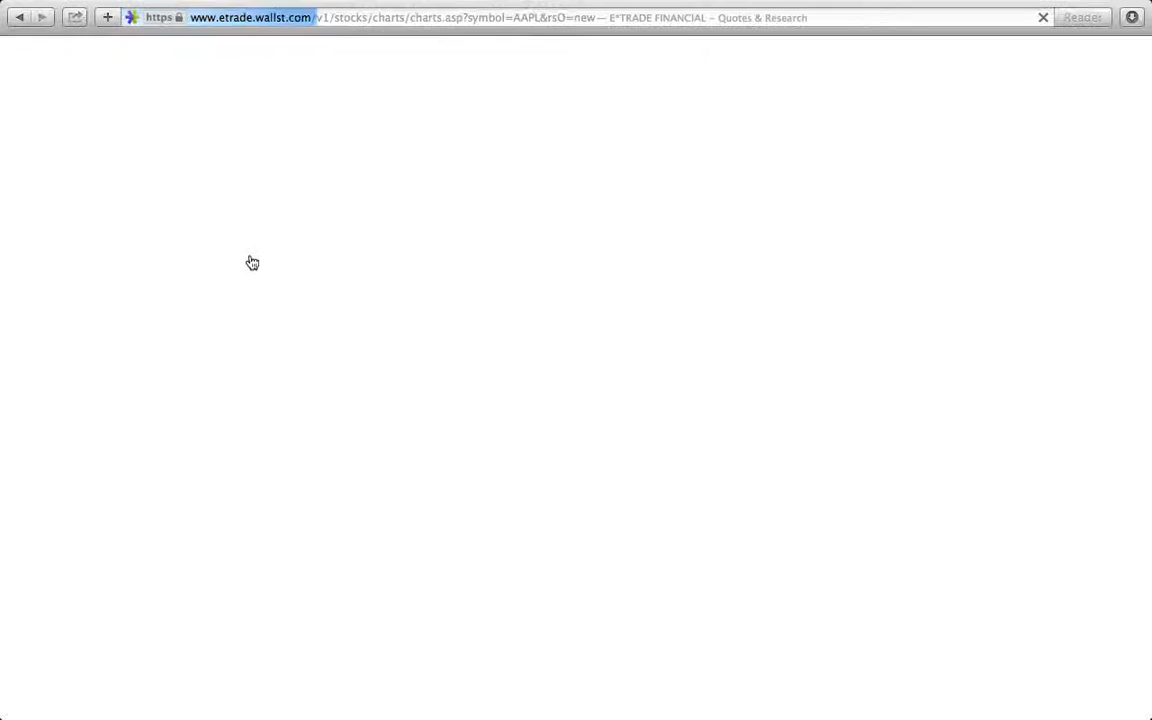 https www.etrade.wallst.com/v1/stocks/charts/charts.asp?symbol=AAPL&rsO=new — E*TRADE FINANCIAL – Quotes & Research Reader